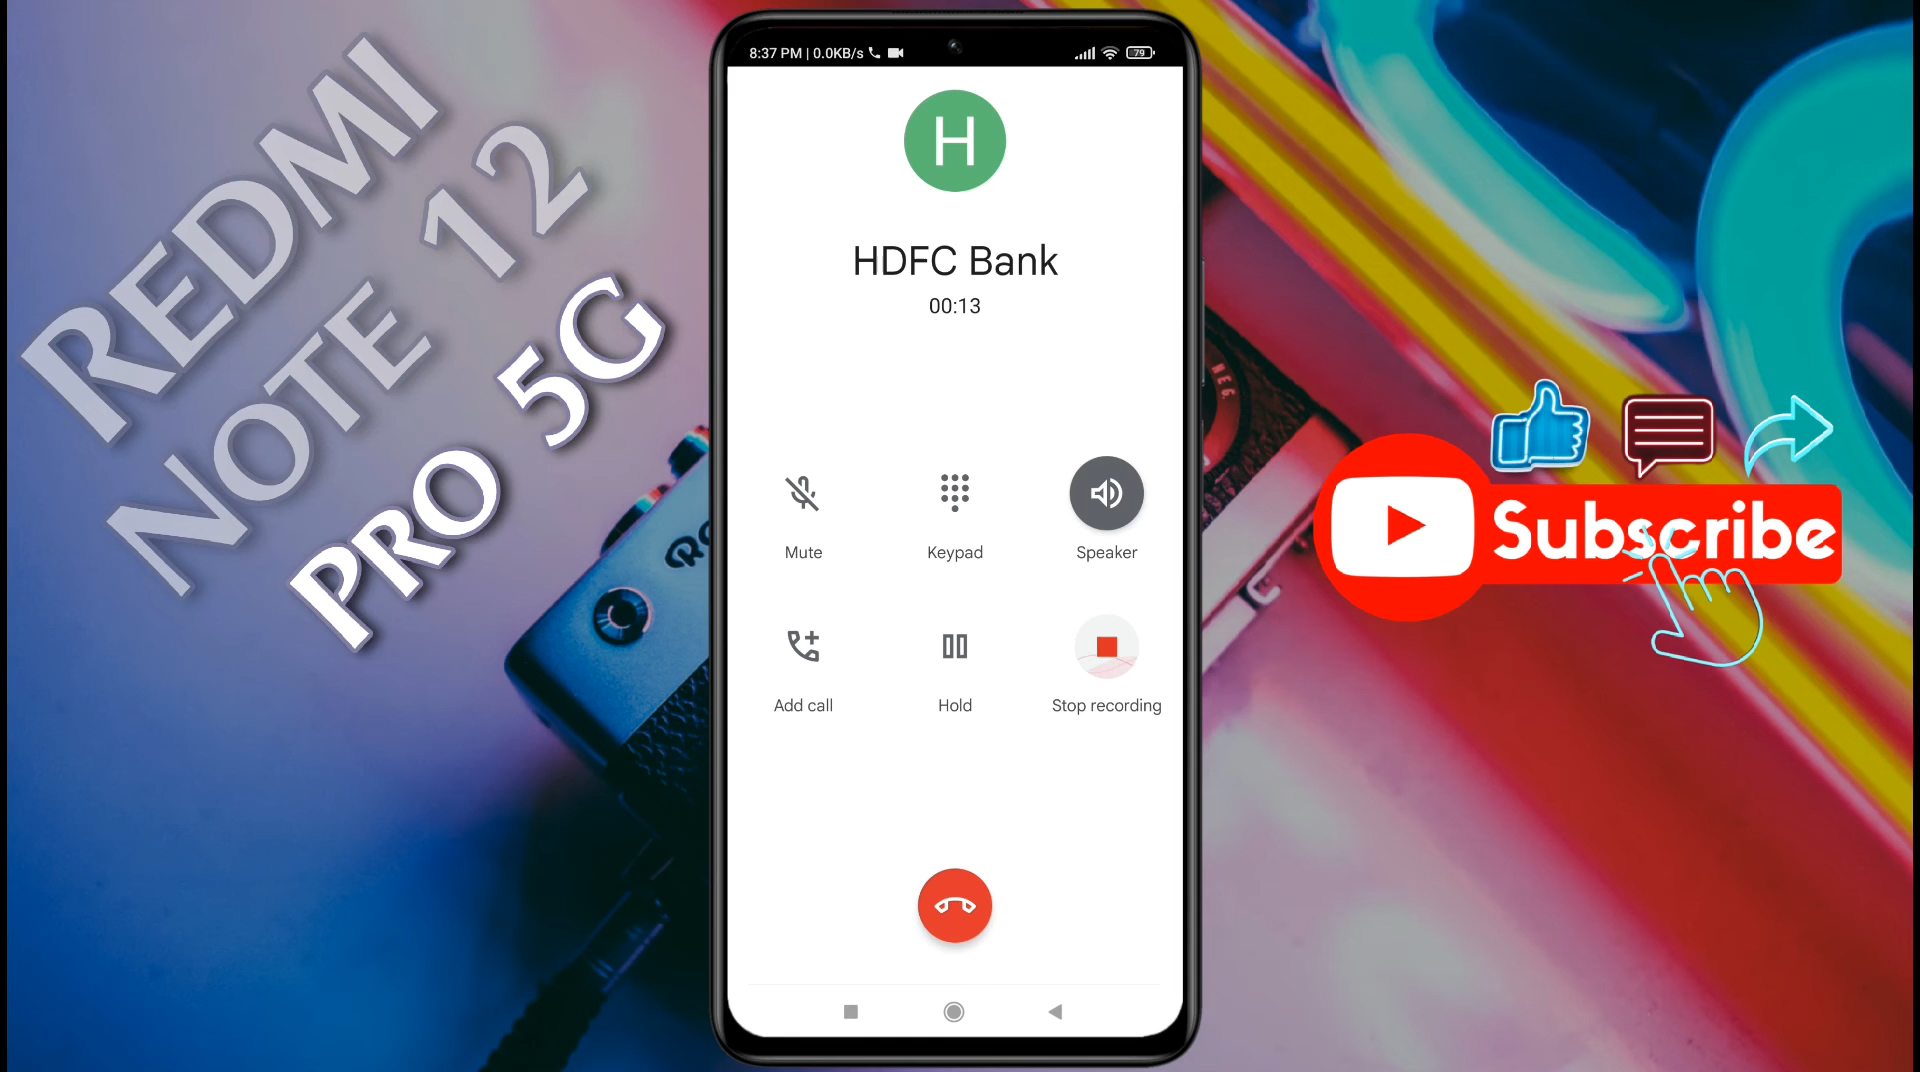 REDMI
NOTE 12
PRO 5G
8:37 PM | 0.0KB/s
79
H
HDFC Bank
00:13
Mute
Keypad
Speaker
Add call
Hold
Stop recording
REG.
Subscribe